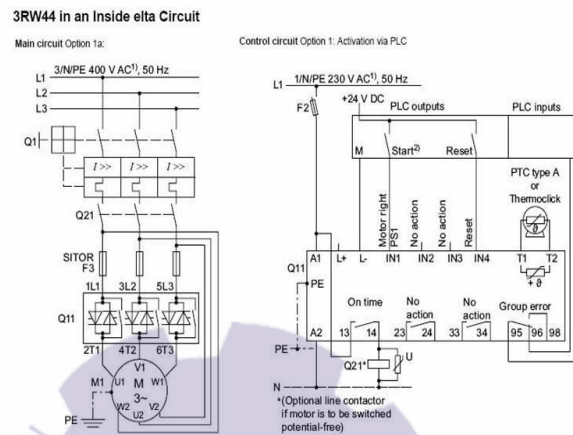 3RW44 in an Inside elta Circuit
Main circuit Option 1a:
Control circuit Option 1: Activation via PLC
3/N/PE 400 V AC1), 50 Hz
L1
L2
L3
Q1
I >> I >> I >>
Q21
SITOR
F3
1L1 3L2 5L3
Q11
2T1 4T2 6T3
M1 U1 V1 W1
M
3~
W2 U2 V2
PE
L1 1/N/PE 230 V AC1), 50 Hz
+24 V DC
F2
PLC outputs PLC inputs
M Start2) Reset
PTC type A
or
Thermoclick
ϑ
Motor right
PS1
No action
No action
Reset
A1 L+ L- IN1 IN2 IN3 IN4 T1 T2
Q11
PE
+ ϑ
On time No action No action Group error
A2 13 14 23 24 33 34 95 96 98
PE
Q21* U
N
*(Optional line contactor
if motor is to be switched
potential-free)